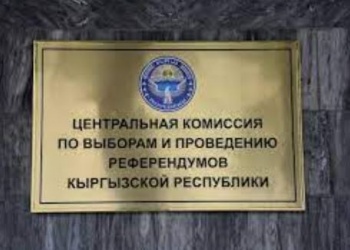 ЦЕНТРАЛЬНАЯ КОМИССИЯ
ПО ВЫБОРАМ И ПРОВЕДЕНИЮ
РЕФЕРЕНДУМОВ
КЫРГЫЗСКОЙ РЕСПУБЛИКИ